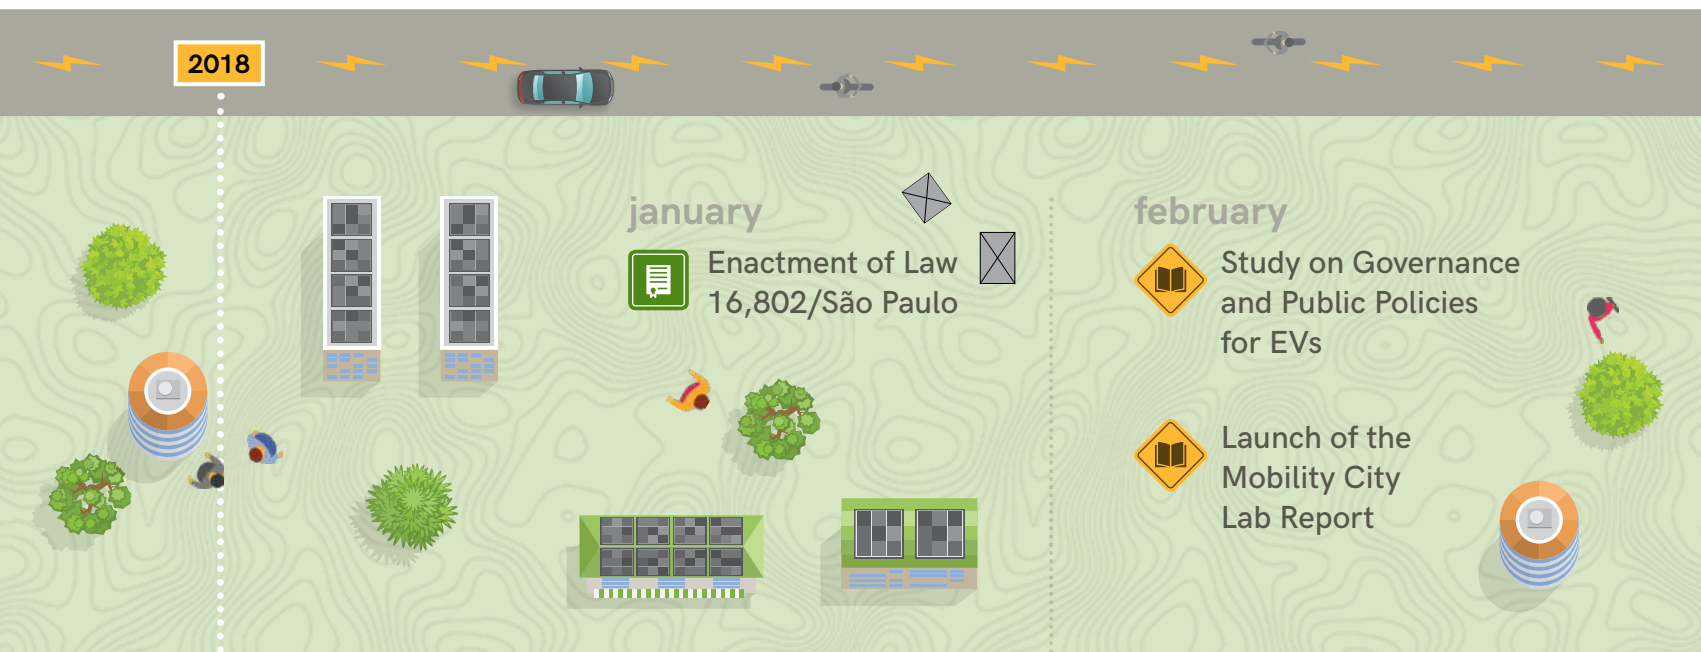 2018
january
Enactment of Law
16,802/São Paulo
february
Study on Governance
and Public Policies
for EVs
Launch of the
Mobility City
Lab Report